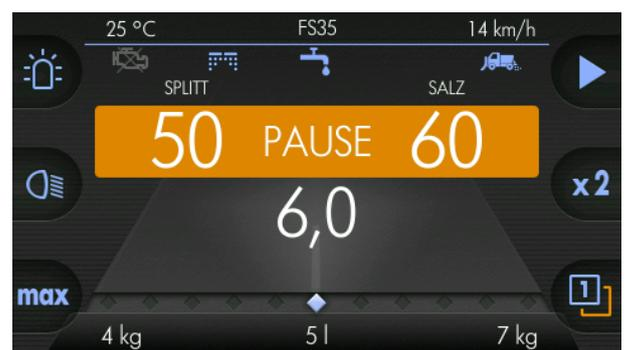 25 °C FS35 14 km/h
SPLITT SALZ
50 PAUSE 60
x2
6,0
max
1
4 kg 5 l 7 kg